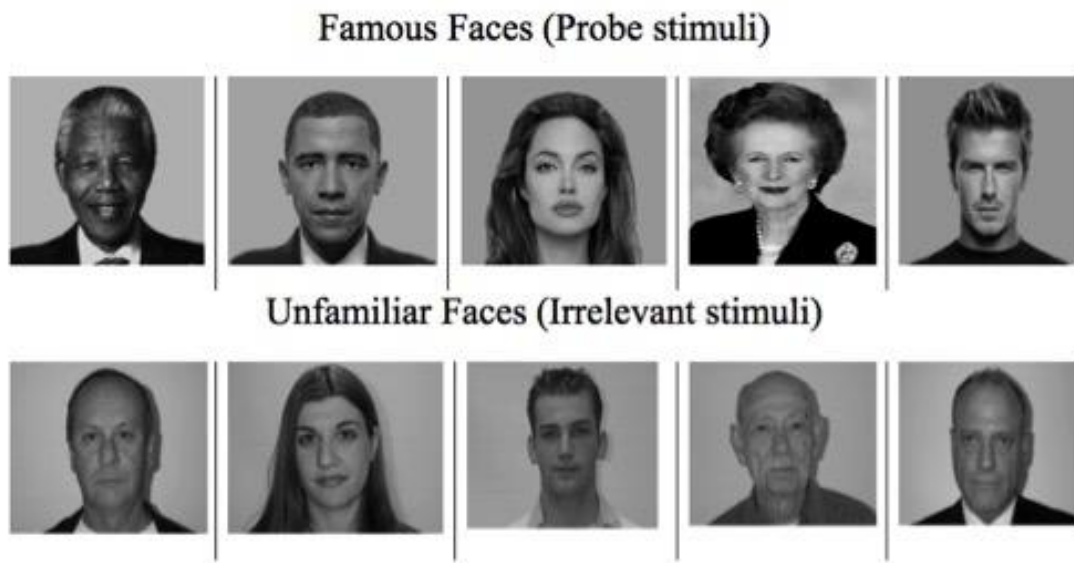 Famous Faces (Probe stimuli)
Unfamiliar Faces (Irrelevant stimuli)